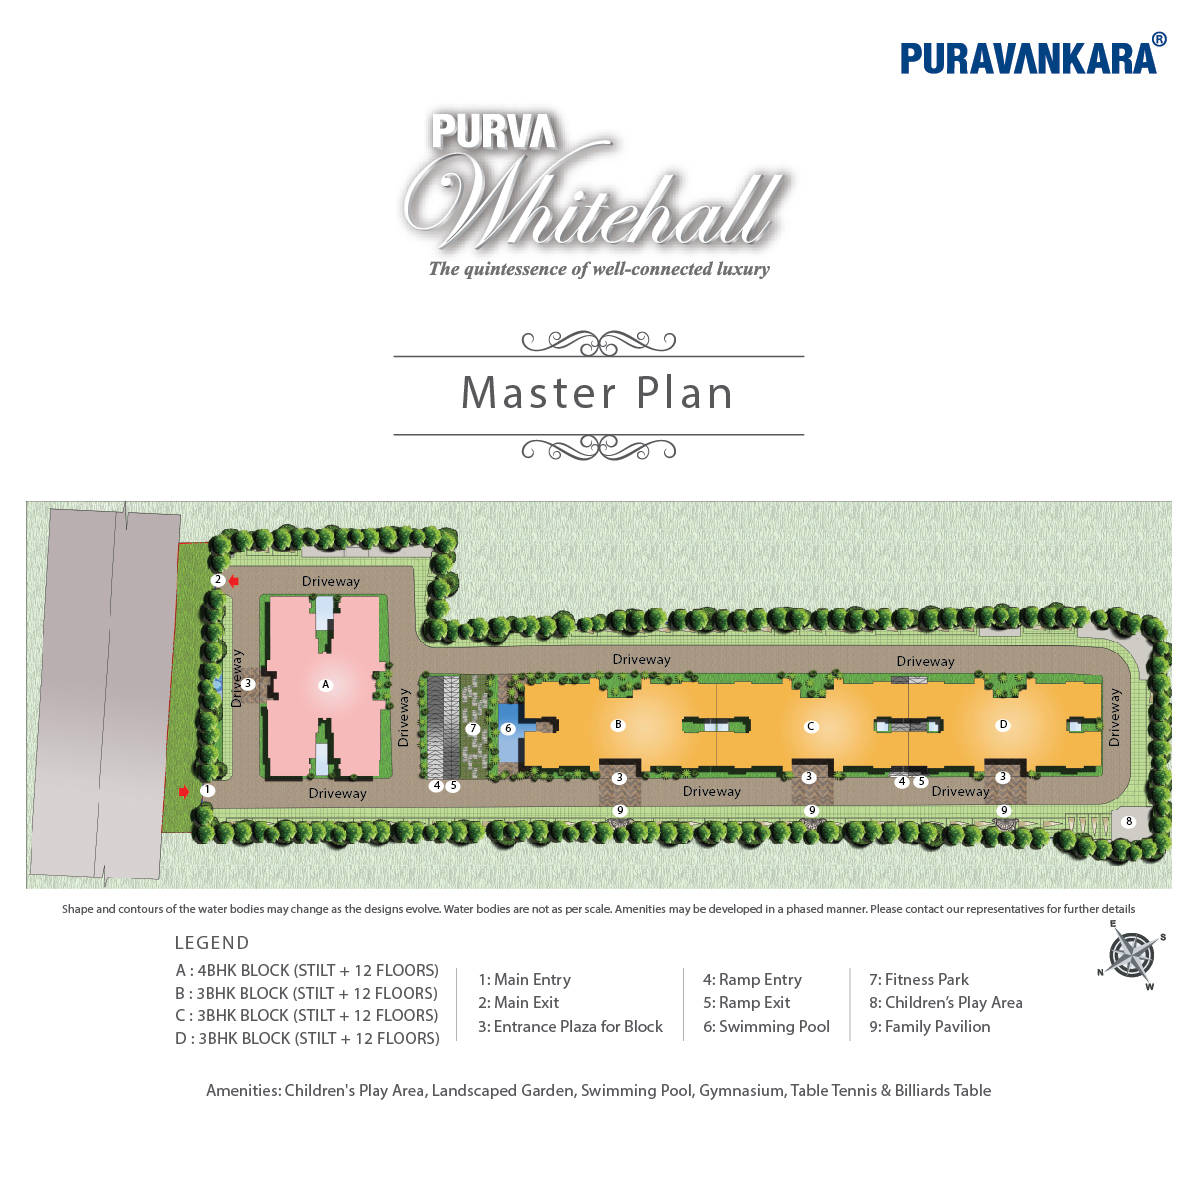 PURAVANKARA®
PURVA
Whitehall
The quintessence of well-connected luxury
Master Plan
2
Driveway
Driveway
Driveway
Driveway
3
A
Driveway
7
6
B
C
D
Driveway
1
Driveway
4
5
3
Driveway
3
4
5
Driveway
3
9
9
9
8
Shape and contours of the water bodies may change as the designs evolve. Water bodies are not as per scale. Amenities may be developed in a phased manner. Please contact our representatives for further details
E
S
N
W
LEGEND
A : 4BHK BLOCK (STILT + 12 FLOORS)
B : 3BHK BLOCK (STILT + 12 FLOORS)
C : 3BHK BLOCK (STILT + 12 FLOORS)
D : 3BHK BLOCK (STILT + 12 FLOORS)
1: Main Entry
2: Main Exit
3: Entrance Plaza for Block
4: Ramp Entry
5: Ramp Exit
6: Swimming Pool
7: Fitness Park
8: Children’s Play Area
9: Family Pavilion
Amenities: Children's Play Area, Landscaped Garden, Swimming Pool, Gymnasium, Table Tennis & Billiards Table